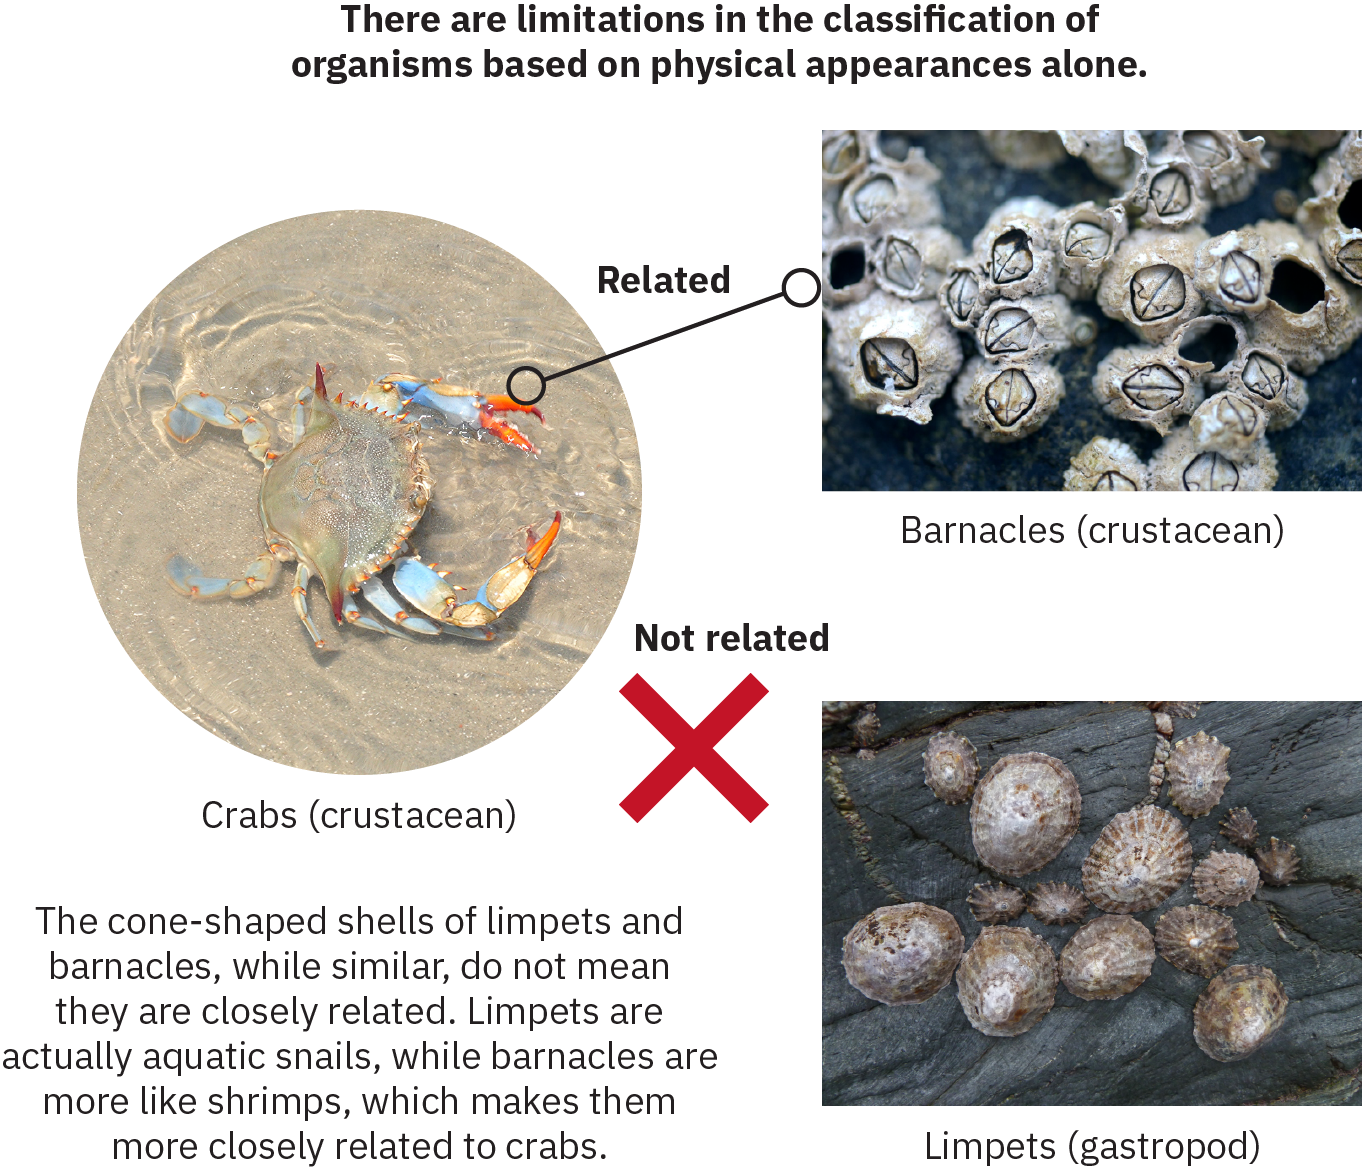 There are limitations in the classification of
organisms based on physical appearances alone.
Related
Barnacles (crustacean)
Not related
Crabs (crustacean)
The cone-shaped shells of limpets and
barnacles, while similar, do not mean
they are closely related. Limpets are
actually aquatic snails, while barnacles are
more like shrimps, which makes them
more closely related to crabs.
Limpets (gastropod)